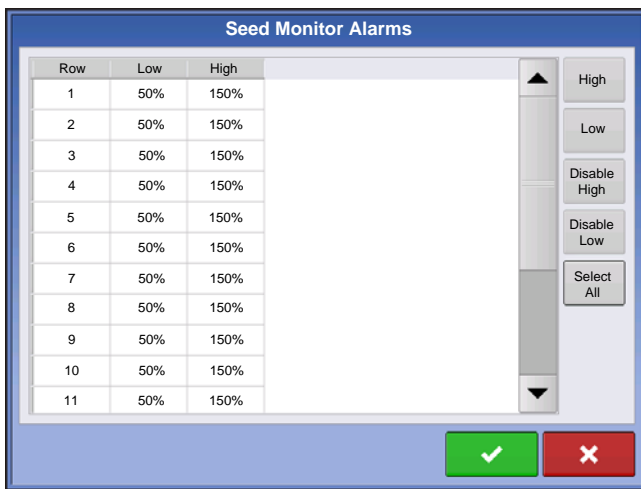 Seed Monitor Alarms
Row Low High
1 50% 150%
2 50% 150%
3 50% 150%
4 50% 150%
5 50% 150%
6 50% 150%
7 50% 150%
8 50% 150%
9 50% 150%
10 50% 150%
11 50% 150%
High
Low
Disable
High
Disable
Low
Select
All